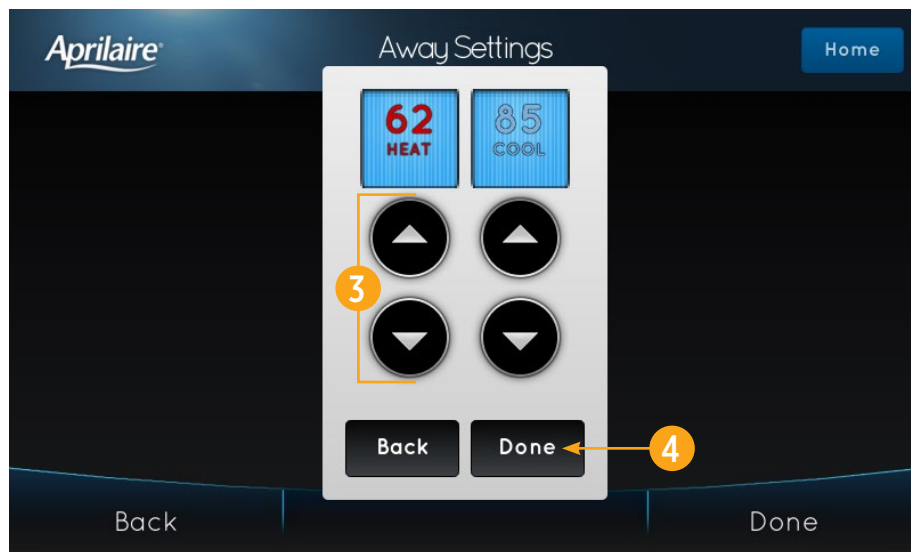 Aprilaire®
Away Settings
Home
62
HEAT
85
COOL
3
Back
Done
4
Back
Done